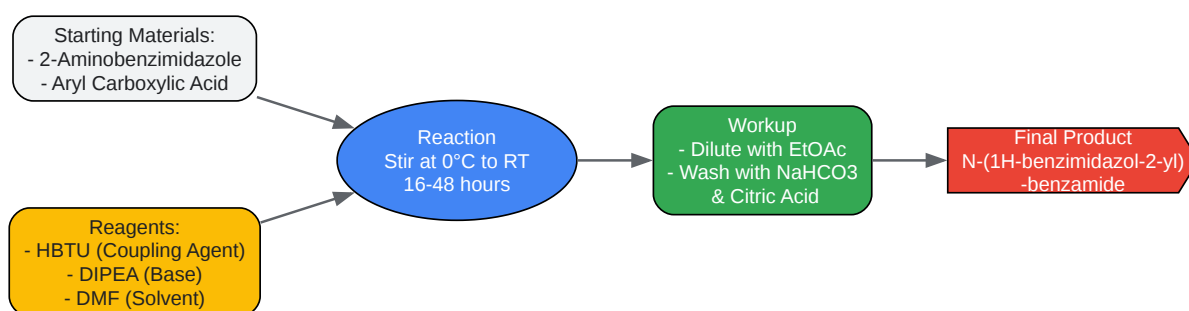 Starting Materials:
- 2-Aminobenzimidazole
- Aryl Carboxylic Acid
Reagents:
- HBTU (Coupling Agent)
- DIPEA (Base)
- DMF (Solvent)
Reaction
Stir at 0°C to RT
16-48 hours
Workup
- Dilute with EtOAc
- Wash with NaHCO3
& Citric Acid
Final Product
N-(1H-benzimidazol-2-yl)
-benzamide